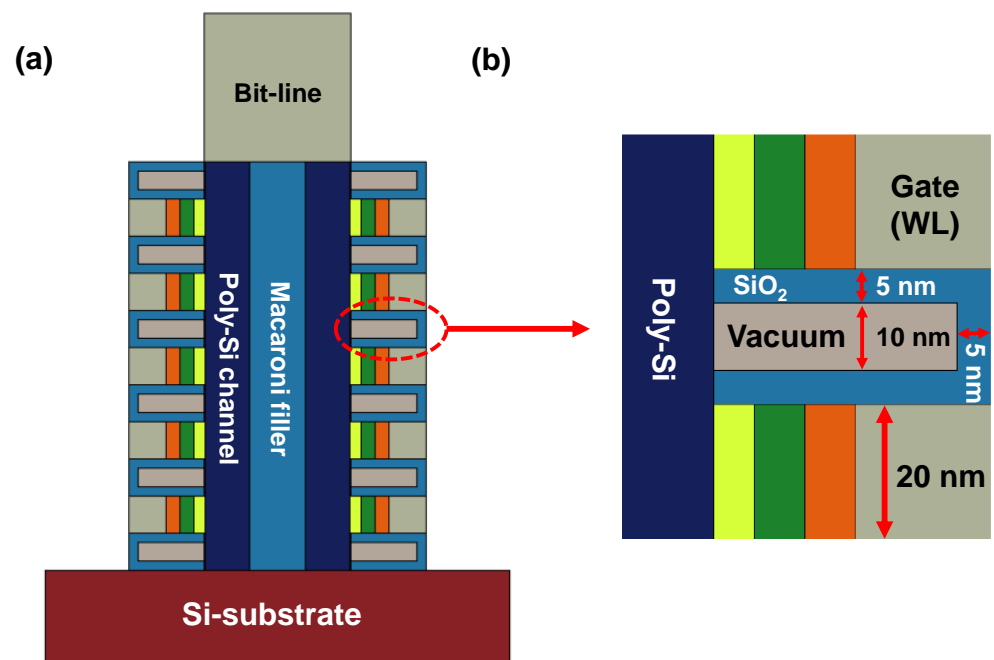 (a)
Bit-line
Poly-Si channel
Macaroni filler
Si-substrate
(b)
Poly-Si
Gate
(WL)
SiO₂
5 nm
Vacuum
10 nm
5 nm
20 nm